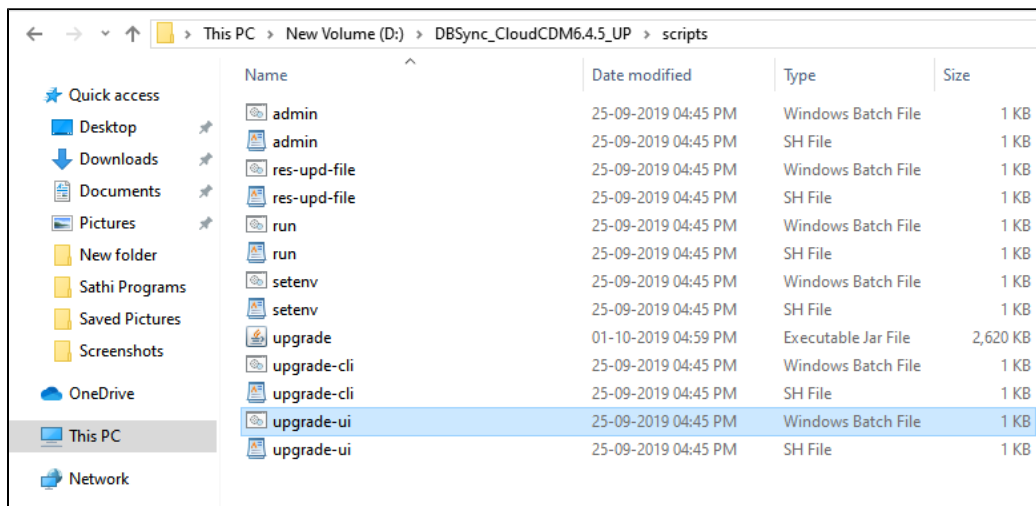 This PC > New Volume (D:) > DBSync_CloudCDM6.4.5_UP > scripts
Name Date modified Type Size
Quick access
Desktop
Downloads
Documents
Pictures
New folder
Sathi Programs
Saved Pictures
Screenshots
OneDrive
This PC
Network
admin 25-09-2019 04:45 PM Windows Batch File 1 KB
admin 25-09-2019 04:45 PM SH File 1 KB
res-upd-file 25-09-2019 04:45 PM Windows Batch File 1 KB
res-upd-file 25-09-2019 04:45 PM SH File 1 KB
run 25-09-2019 04:45 PM Windows Batch File 1 KB
run 25-09-2019 04:45 PM SH File 1 KB
setenv 25-09-2019 04:45 PM Windows Batch File 1 KB
setenv 25-09-2019 04:45 PM SH File 1 KB
upgrade 01-10-2019 04:59 PM Executable Jar File 2,620 KB
upgrade-cli 25-09-2019 04:45 PM Windows Batch File 1 KB
upgrade-cli 25-09-2019 04:45 PM SH File 1 KB
upgrade-ui 25-09-2019 04:45 PM Windows Batch File 1 KB
upgrade-ui 25-09-2019 04:45 PM SH File 1 KB